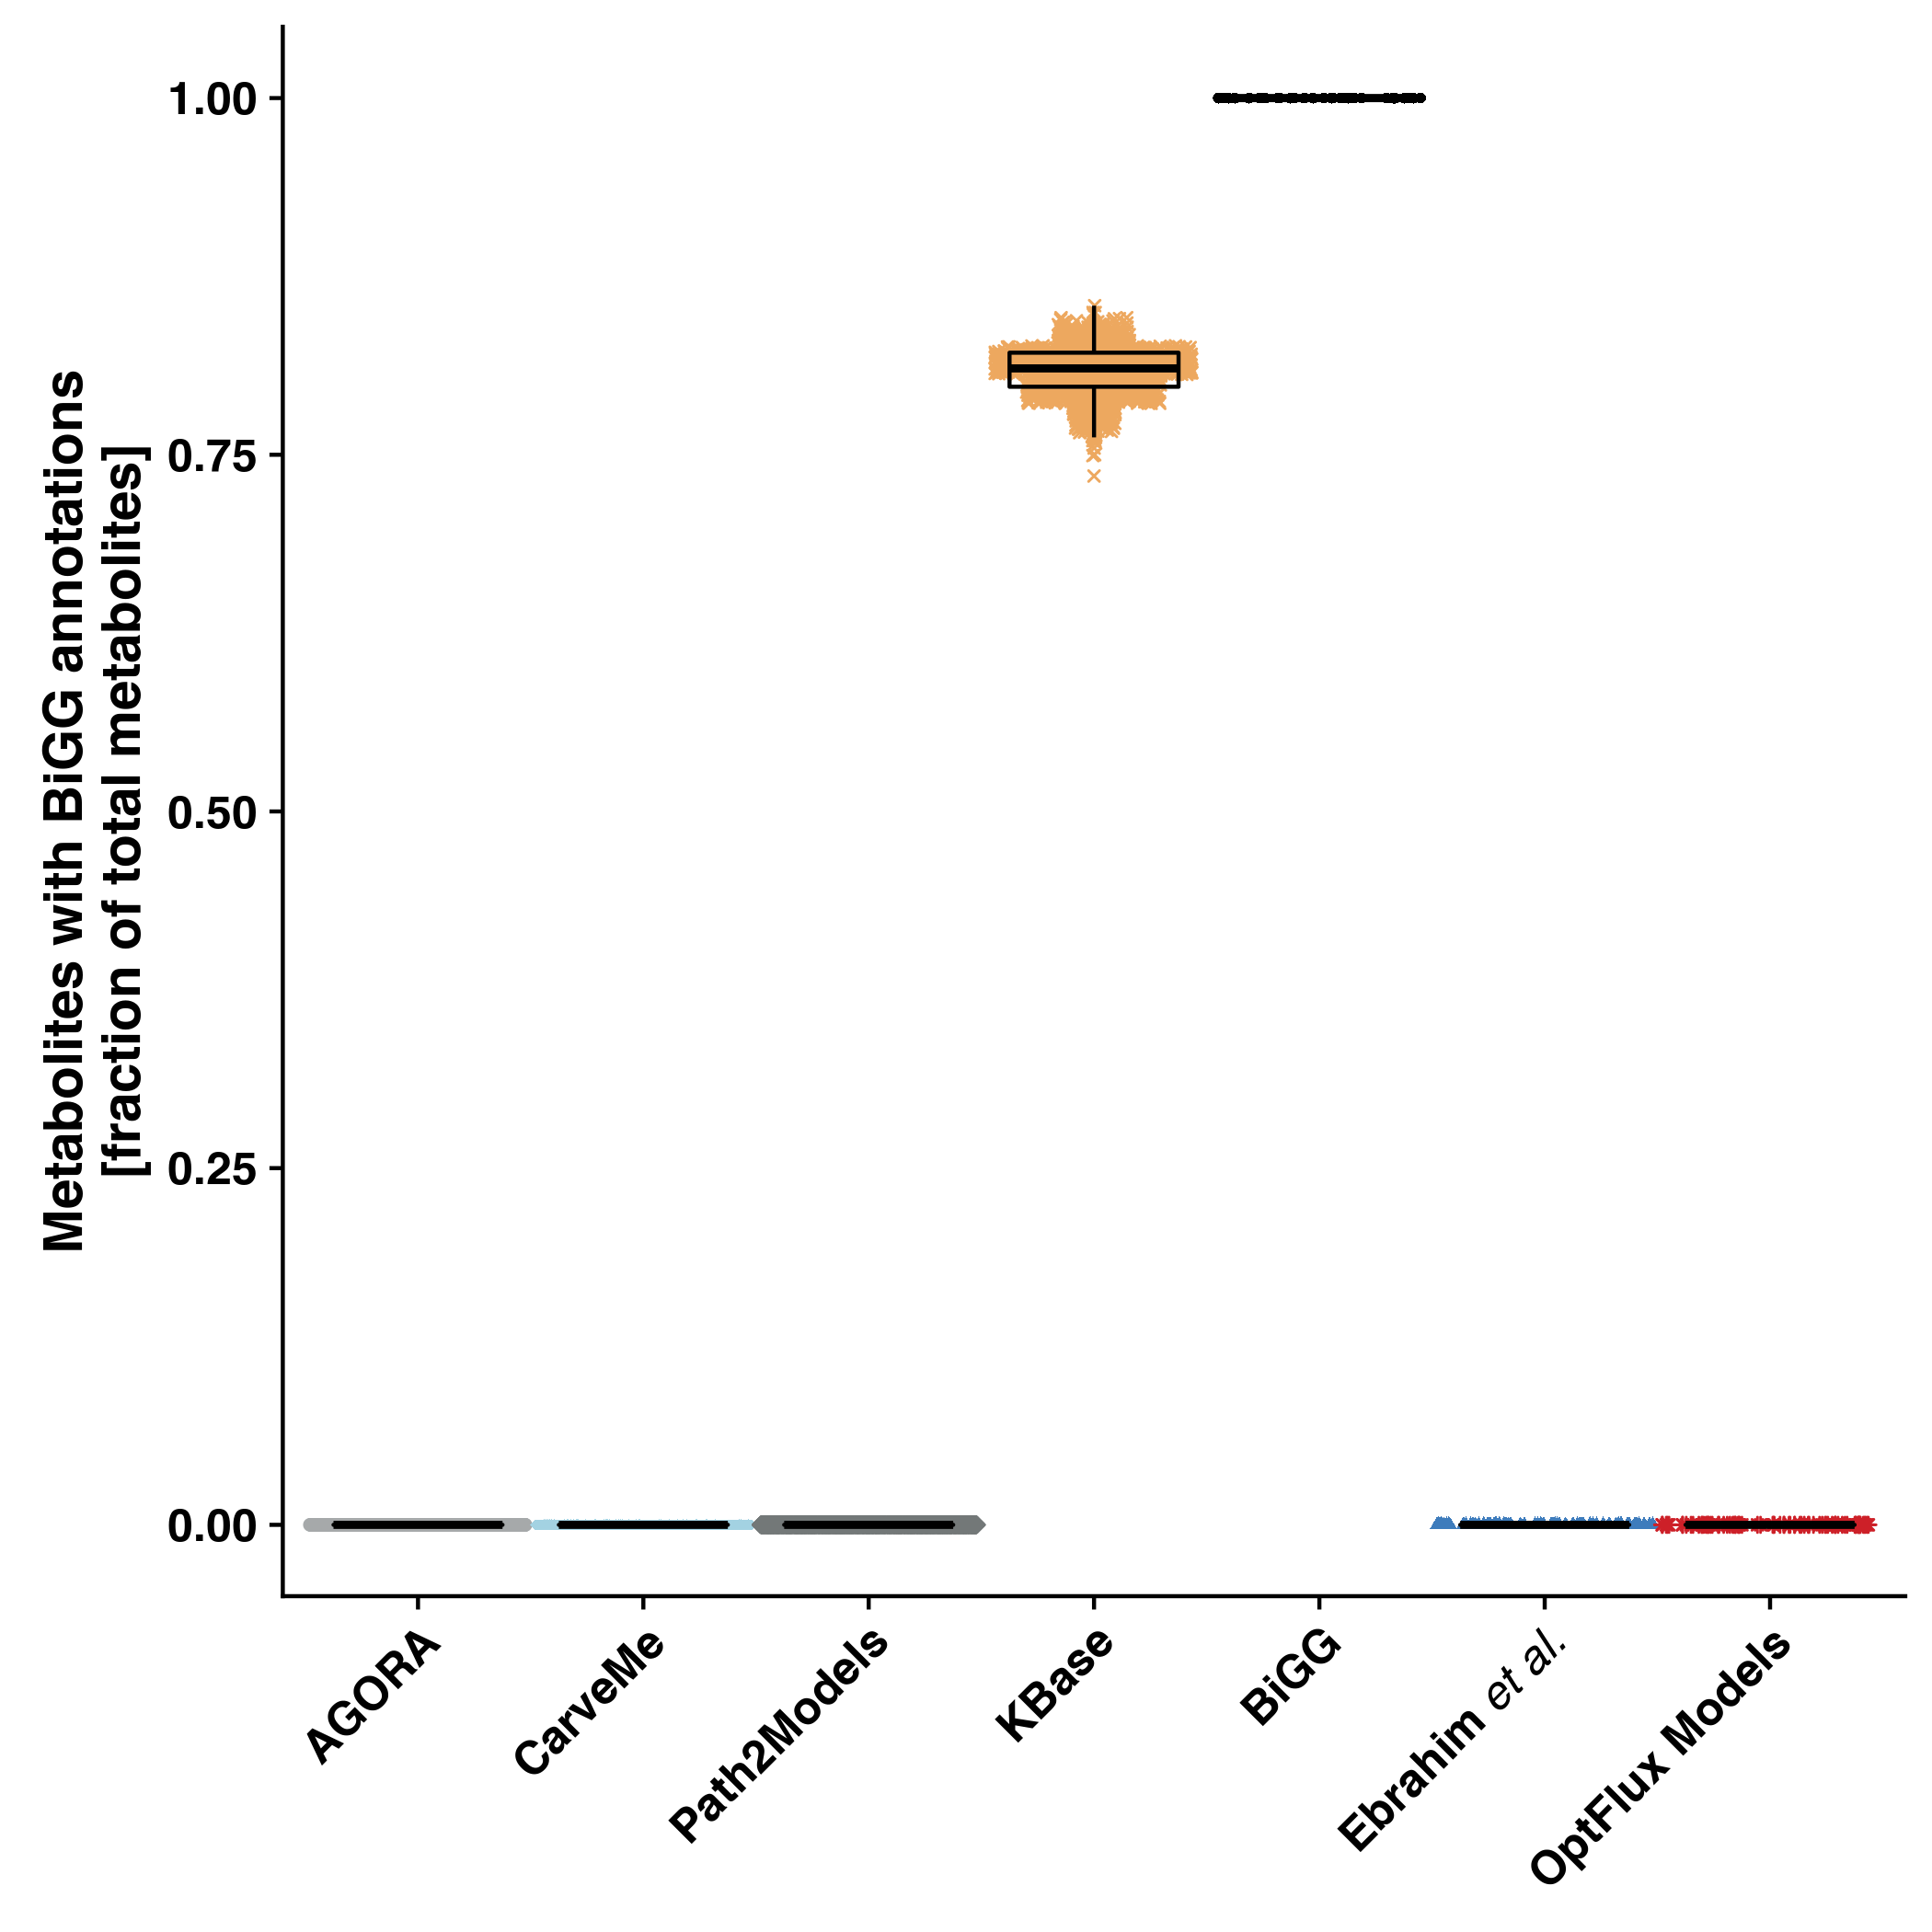 Metabolites with BiGG annotations
[fraction of total metabolites]
1.00
0.75
0.50
0.25
0.00
AGORA
CarveMe
Path2Models
KBase
BiGG
Ebrahim et al.
OptFlux Models